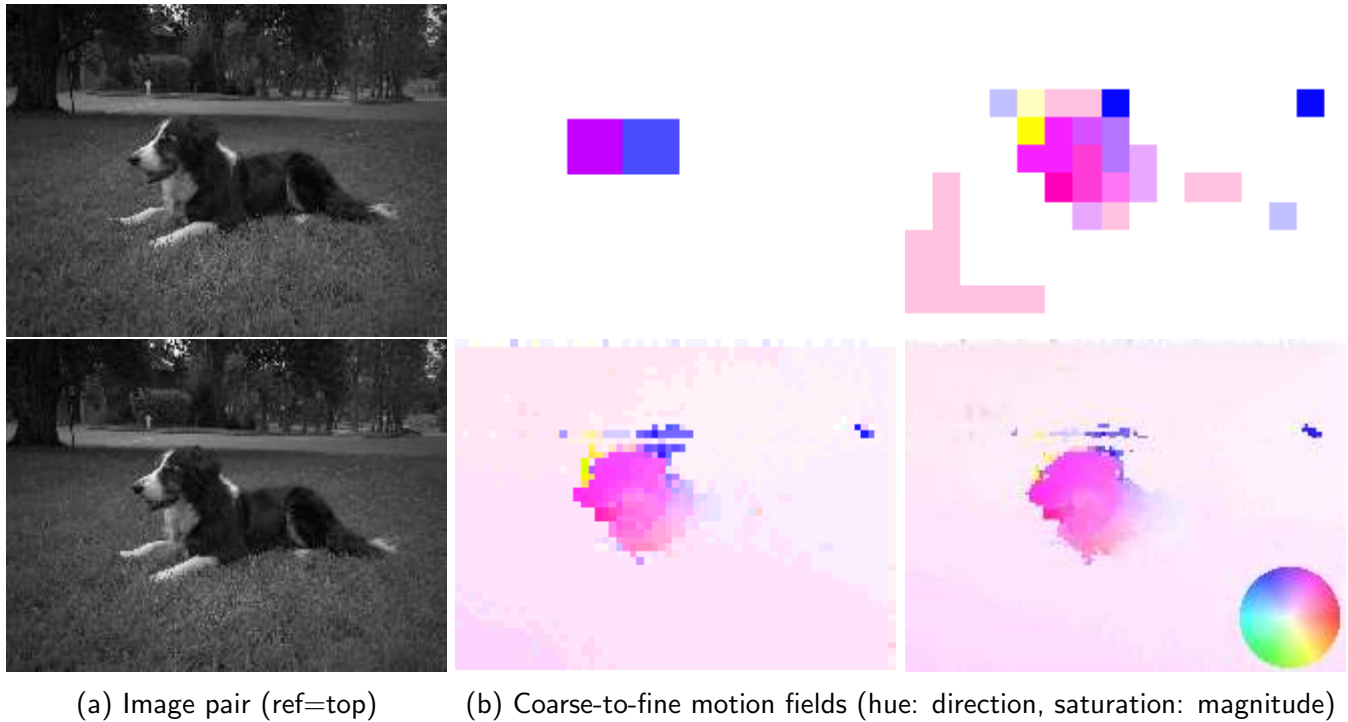 (a) Image pair (ref=top)
(b) Coarse-to-fine motion fields (hue: direction, saturation: magnitude)